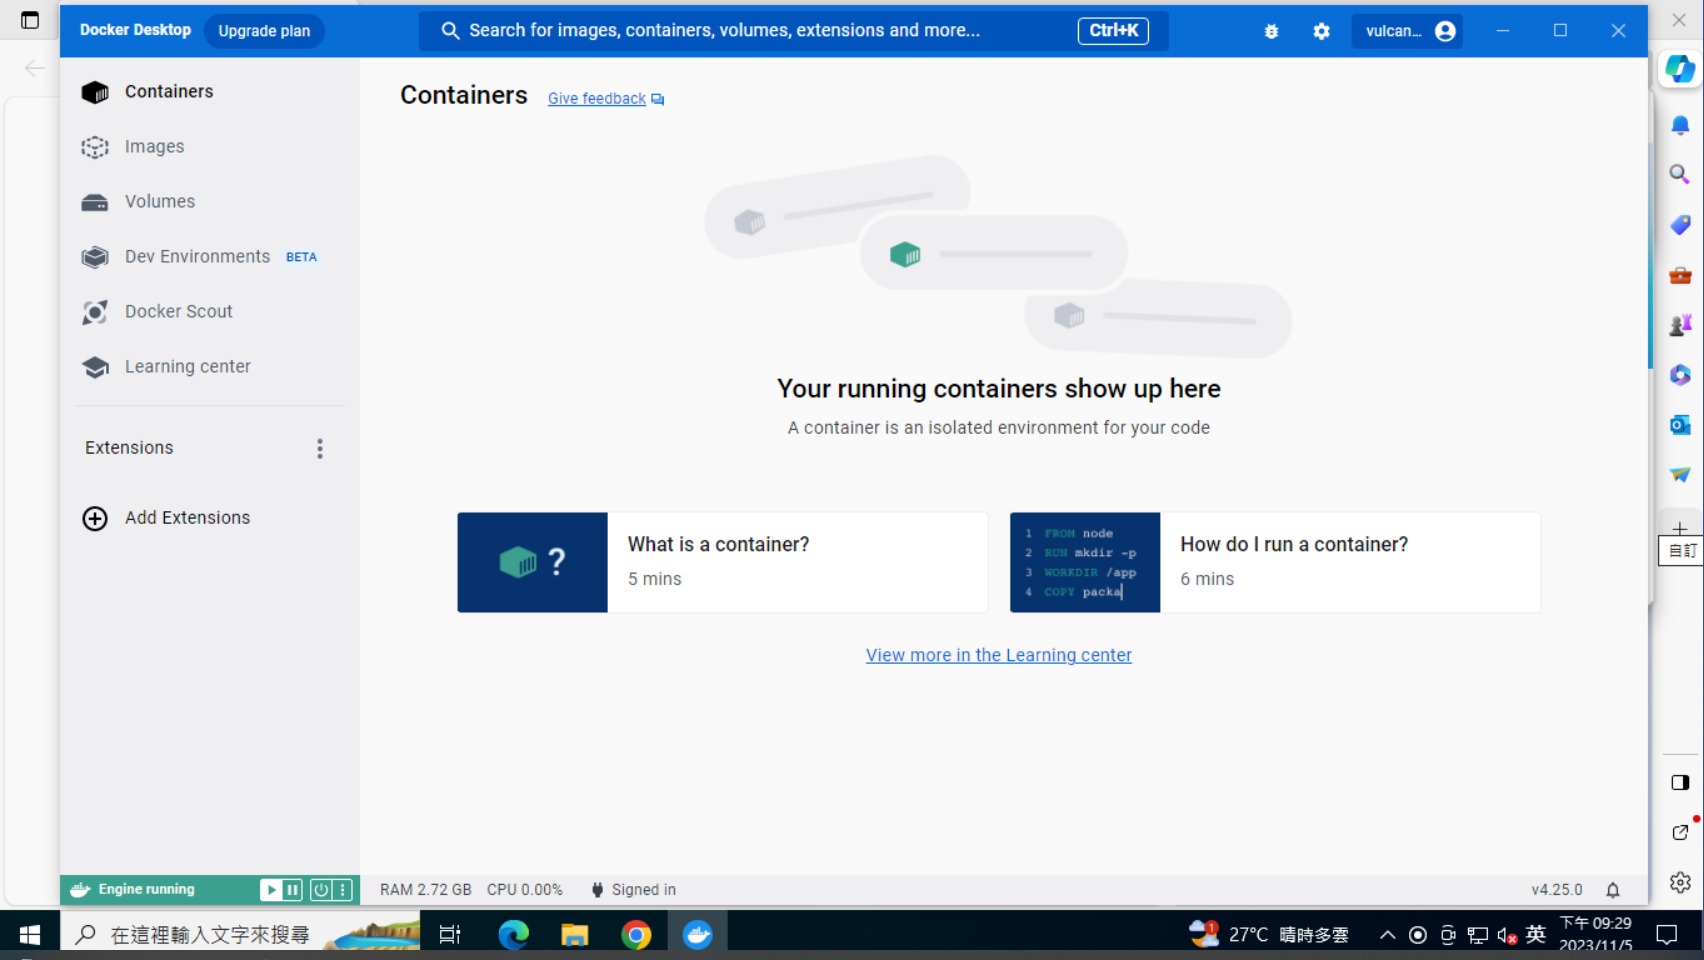 Docker Desktop
Upgrade plan
Search for images, containers, volumes, extensions and more...
Ctrl+K
vulcan...
Containers
Images
Volumes
Dev Environments BETA
Docker Scout
Learning center
Extensions
Add Extensions
Containers
Give feedback
Your running containers show up here
A container is an isolated environment for your code
?
What is a container?
5 mins
1 FROM node
2 RUN mkdir -p
3 WORKDIR /app
4 COPY packa
How do I run a container?
6 mins
View more in the Learning center
自訂
Engine running
RAM 2.72 GB CPU 0.00%
Signed in
v4.25.0
在這裡輸入文字來搜尋
1
27°C 晴時多雲
英
下午 09:29
2023/11/5